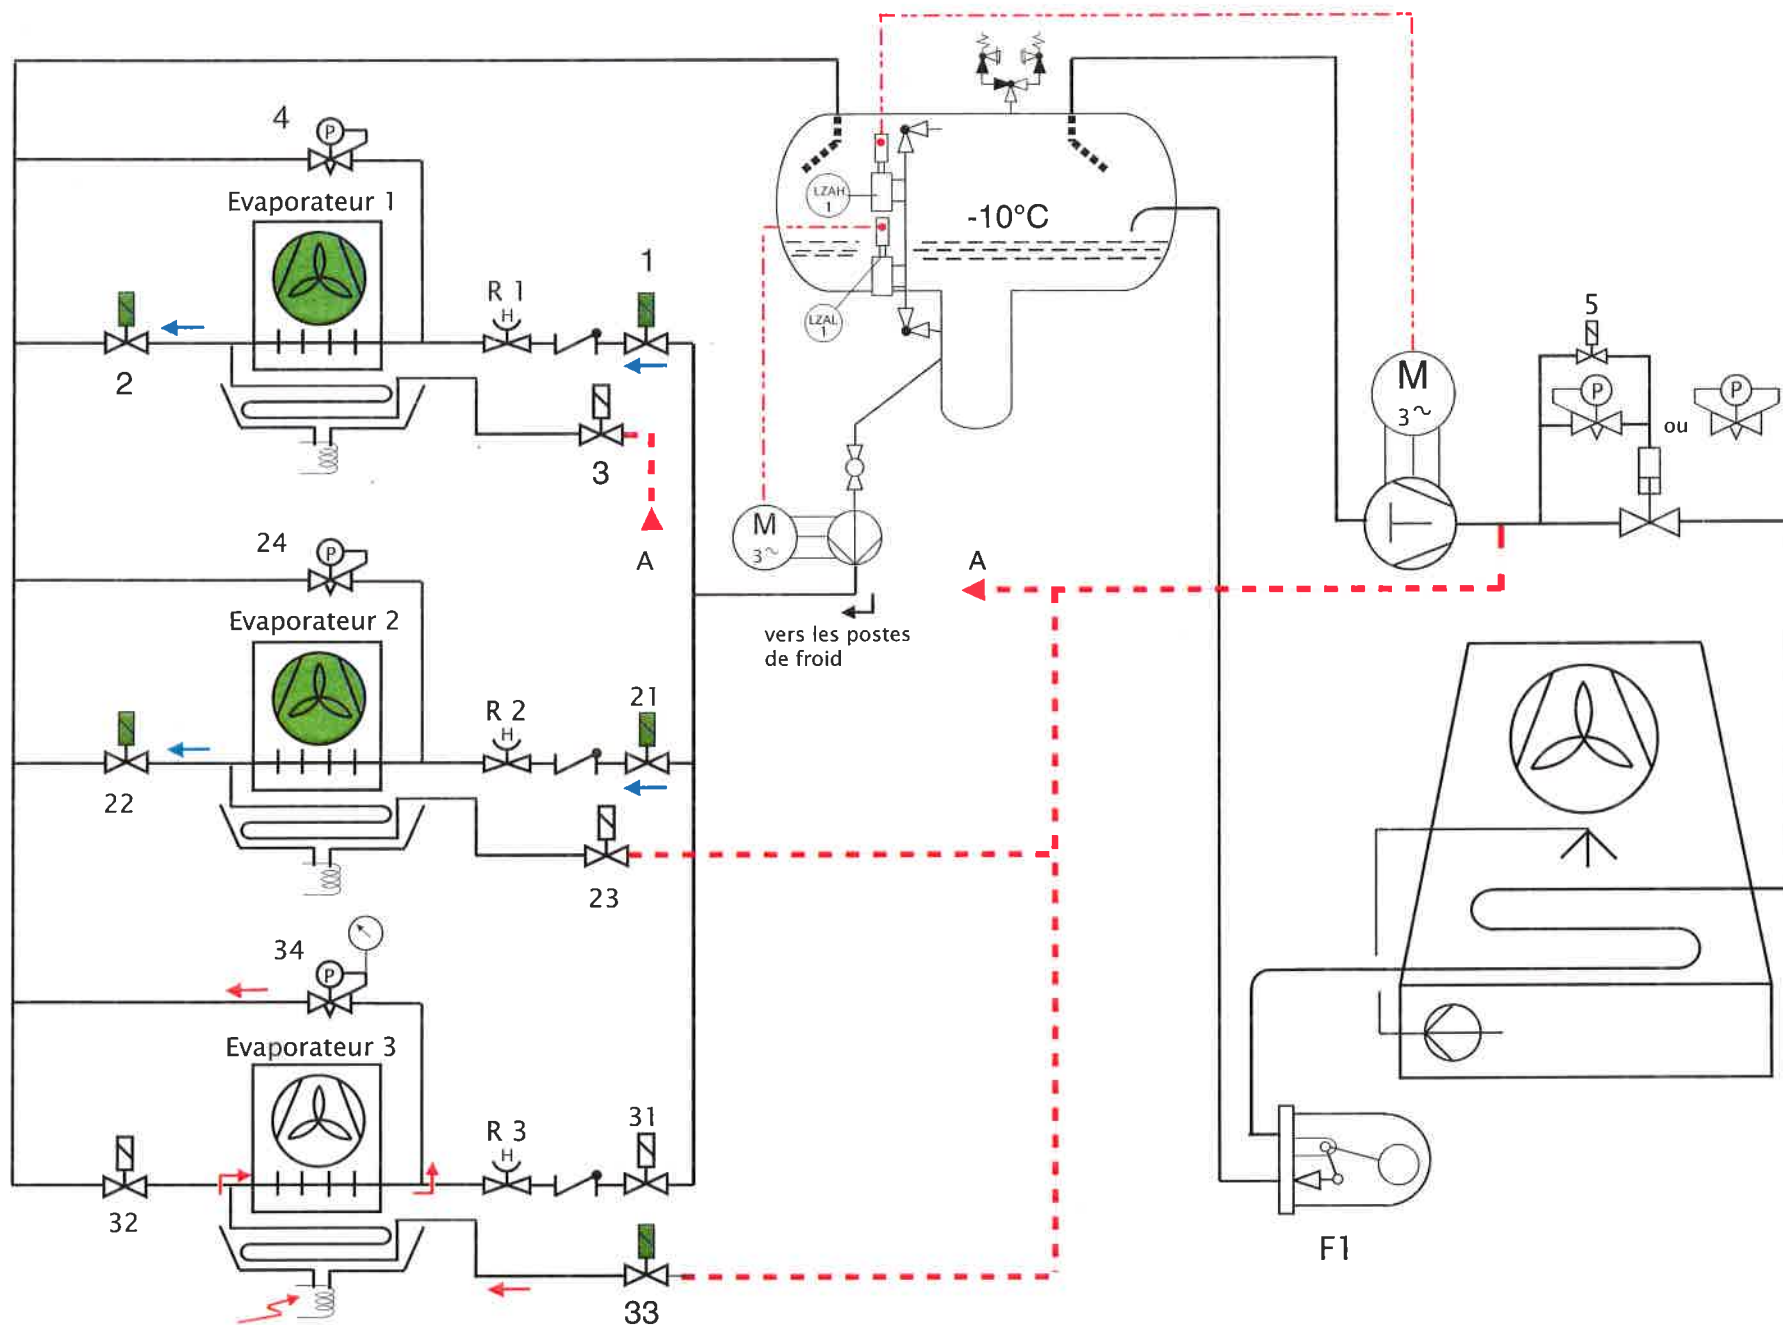 4
P
Evaporateur 1
LZAH
1
-10°C
1
R 1
H
2
LZAL
1
3
5
M
3~
P
ou
P
24
P
A
M
3~
A
Evaporateur 2
vers les postes
de froid
R 2
H
21
22
23
34
P
Evaporateur 3
R 3
H
31
32
33
F1